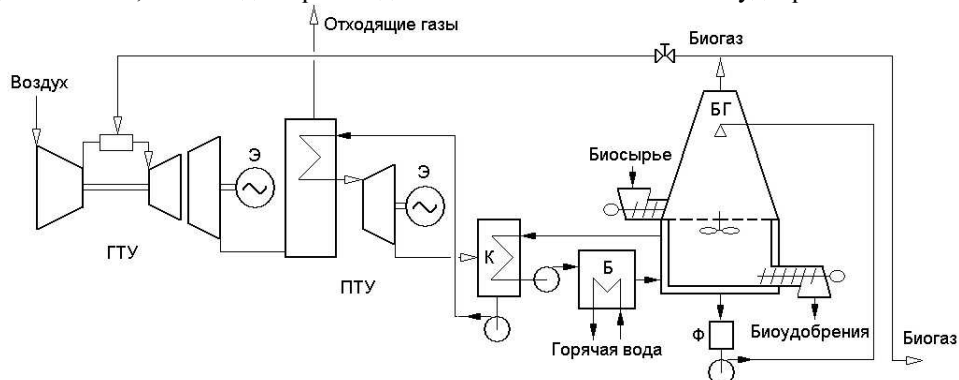 Отходящие газы
Биогаз
Воздух
БГ
Э
Биосырье
Э
К
ГТУ
Б
ПТУ
Ф
Биоудобрения
Горячая вода
Биогаз